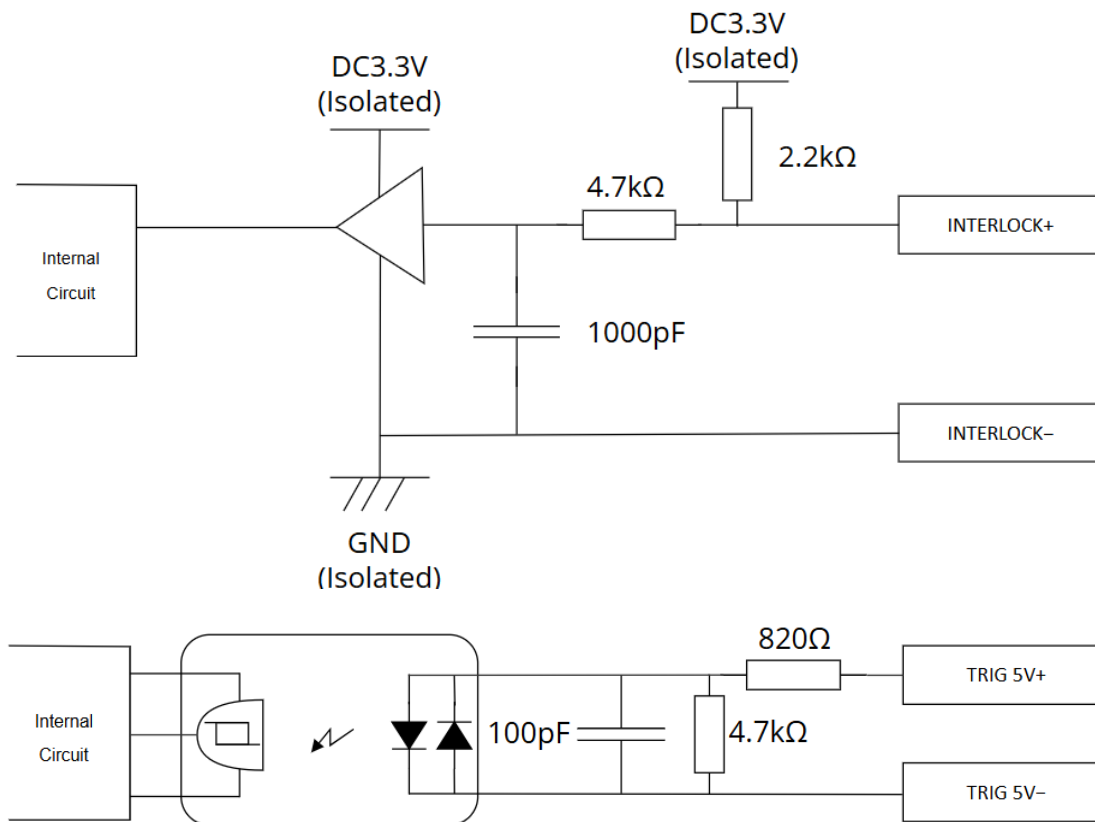 DC3.3V
(Isolated)
DC3.3V
(Isolated)
2.2kΩ
4.7kΩ
INTERLOCK+
Internal
Circuit
1000pF
INTERLOCK−
GND
(Isolated)
820Ω
TRIG 5V+
Internal
Circuit
100pF
4.7kΩ
TRIG 5V−